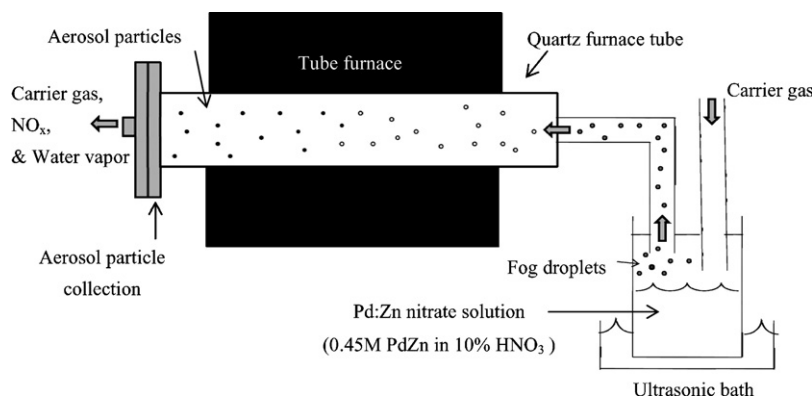 Aerosol particles
Tube furnace
Quartz furnace tube
Carrier gas,
NOₓ,
& Water vapor
Carrier gas
Aerosol particle
collection
Fog droplets
Pd:Zn nitrate solution
(0.45M PdZn in 10% HNO₃ )
Ultrasonic bath